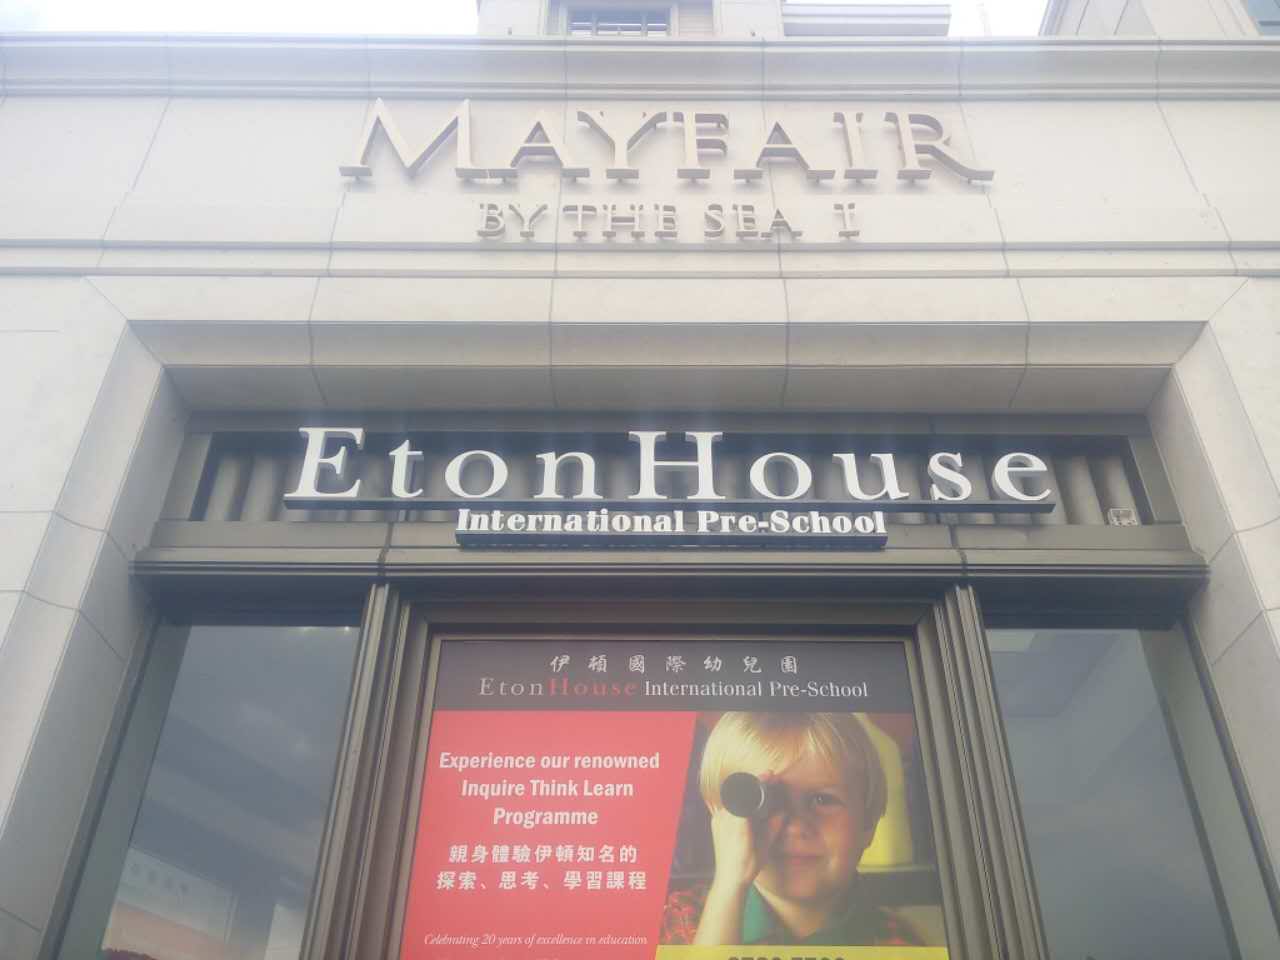 MAYFAIR
BY THE SEA I
EtonHouse
International Pre-School
伊頓國際幼兒園
EtonHouse International Pre-School
Experience our renowned
Inquire Think Learn
Programme
親身體驗伊頓知名的
探索、思考、學習課程
Celebrating 20 years of excellence in education